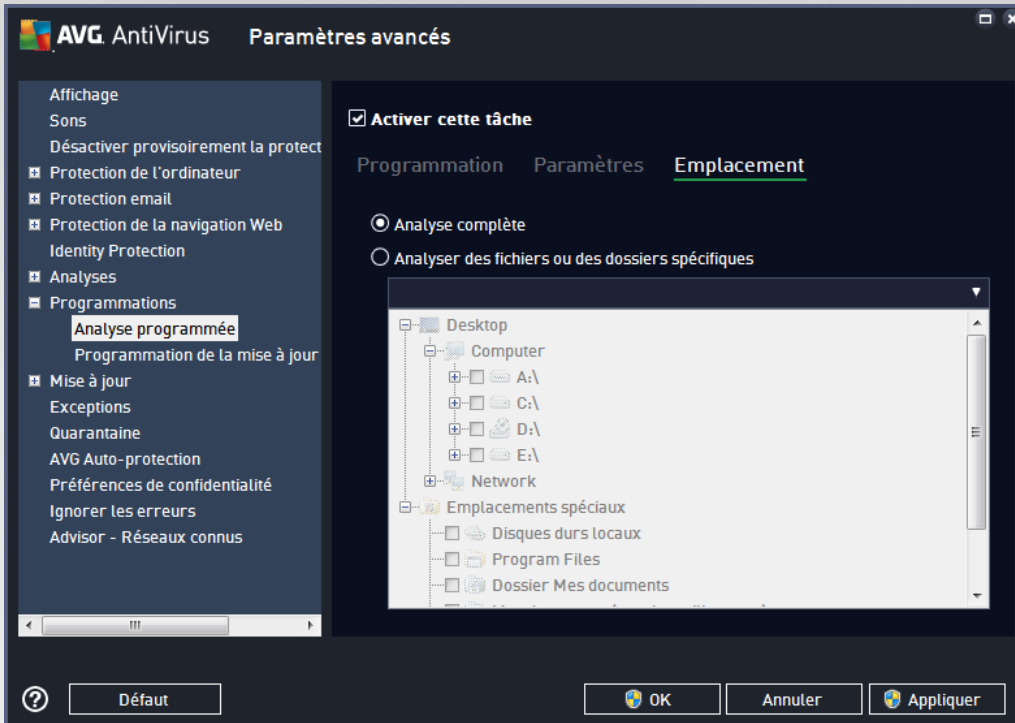 AVG. AntiVirus Paramètres avancés
Affichage
Sons
Désactiver provisoirement la protect
Protection de l'ordinateur
Protection email
Protection de la navigation Web
Identity Protection
Analyses
Programmations
Analyse programmée
Programmation de la mise à jour
Mise à jour
Exceptions
Quarantaine
AVG Auto-protection
Préférences de confidentialité
Ignorer les erreurs
Advisor - Réseaux connus
Activer cette tâche
Programmation Paramètres Emplacement
Analyse complète
Analyser des fichiers ou des dossiers spécifiques
Desktop
Computer
A:\
C:\
D:\
E:\
Network
Emplacements spéciaux
Disques durs locaux
Program Files
Dossier Mes documents
? Défaut OK Annuler Appliquer